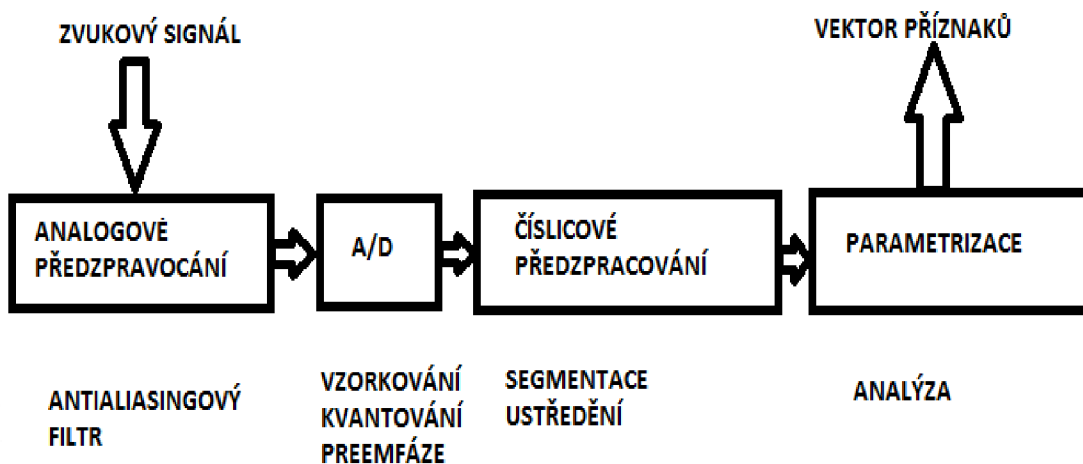 ZVUKOVÝ SIGNÁL
VEKTOR PŘÍZNAKŮ
ANALOGOVÉ
PŘEDZPRAVOCÁNÍ
A/D
ČÍSLICOVÉ
PŘEDZPRACOVÁNÍ
PARAMETRIZACE
ANTIALIASINGOVÝ
FILTR
VZORKOVÁNÍ
KVANTOVÁNÍ
PREEMFÁZE
SEGMENTACE
USTŘEDĚNÍ
ANALÝZA